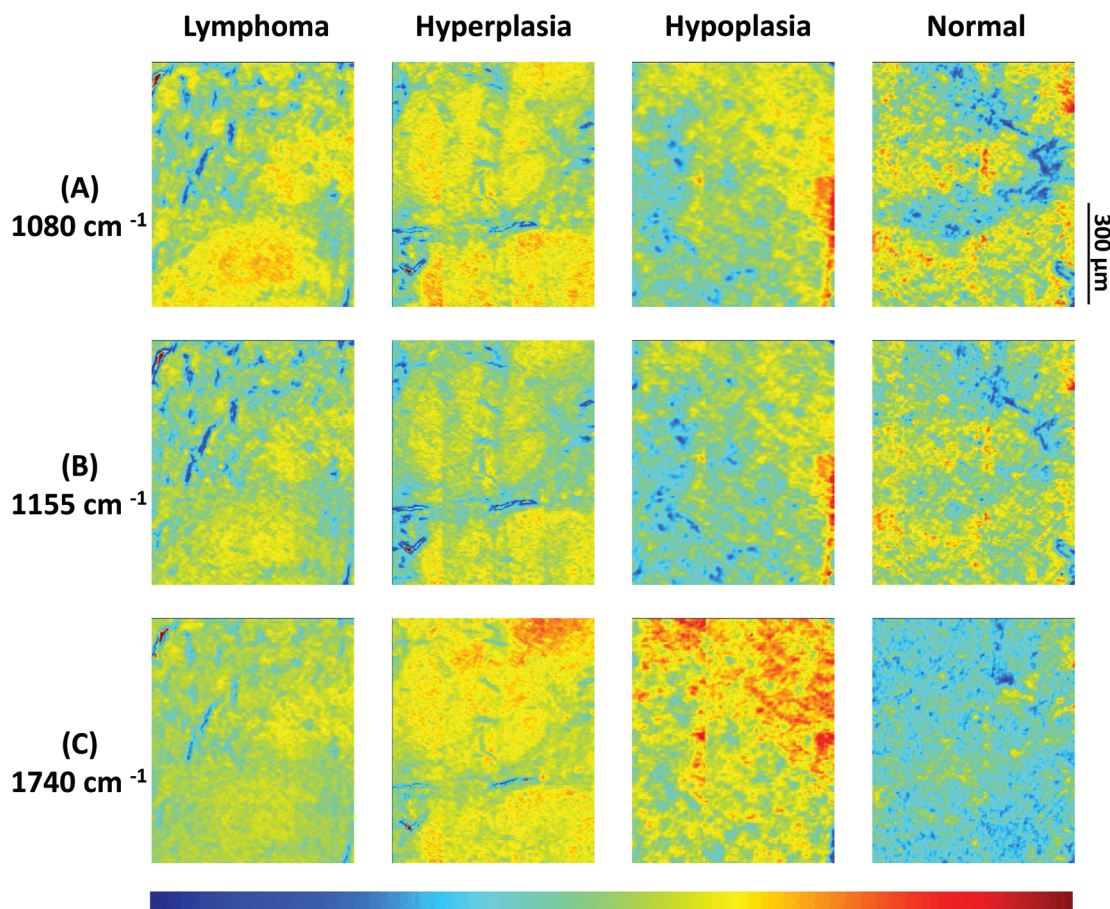 Lymphoma Hyperplasia Hypoplasia Normal
(A)
1080 cm -1
300 µm
(B)
1155 cm -1
(C)
1740 cm -1